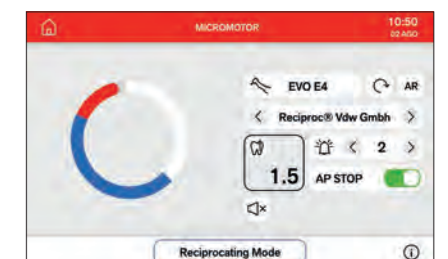 MICROMOTOR
10:50
02 AGO
EVO E4
AR
< Reciproc® Vdw Gmbh >
< 2 >
1.5
AP STOP
Reciprocating Mode